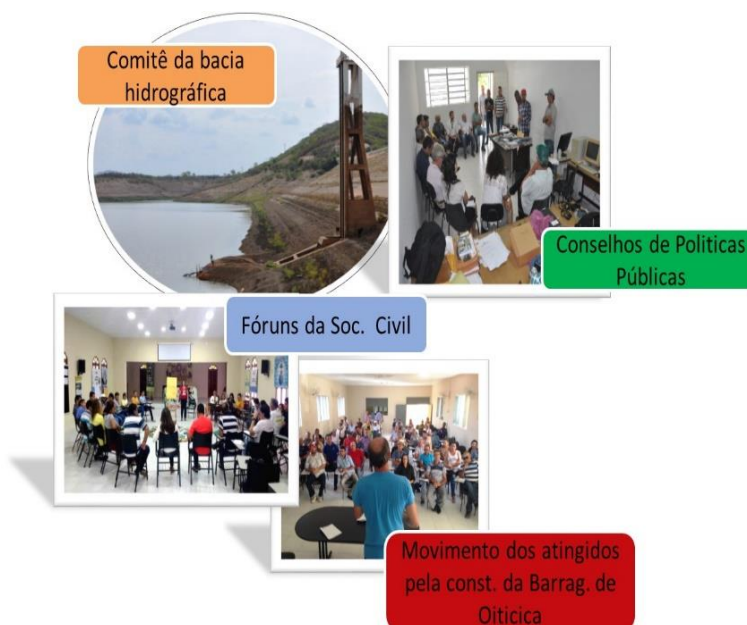 Comitê da bacia
hidrográfica
Conselhos de Politicas
Públicas
Fóruns da Soc. Civil
Movimento dos atingidos
pela const. da Barrag. de
Oiticica